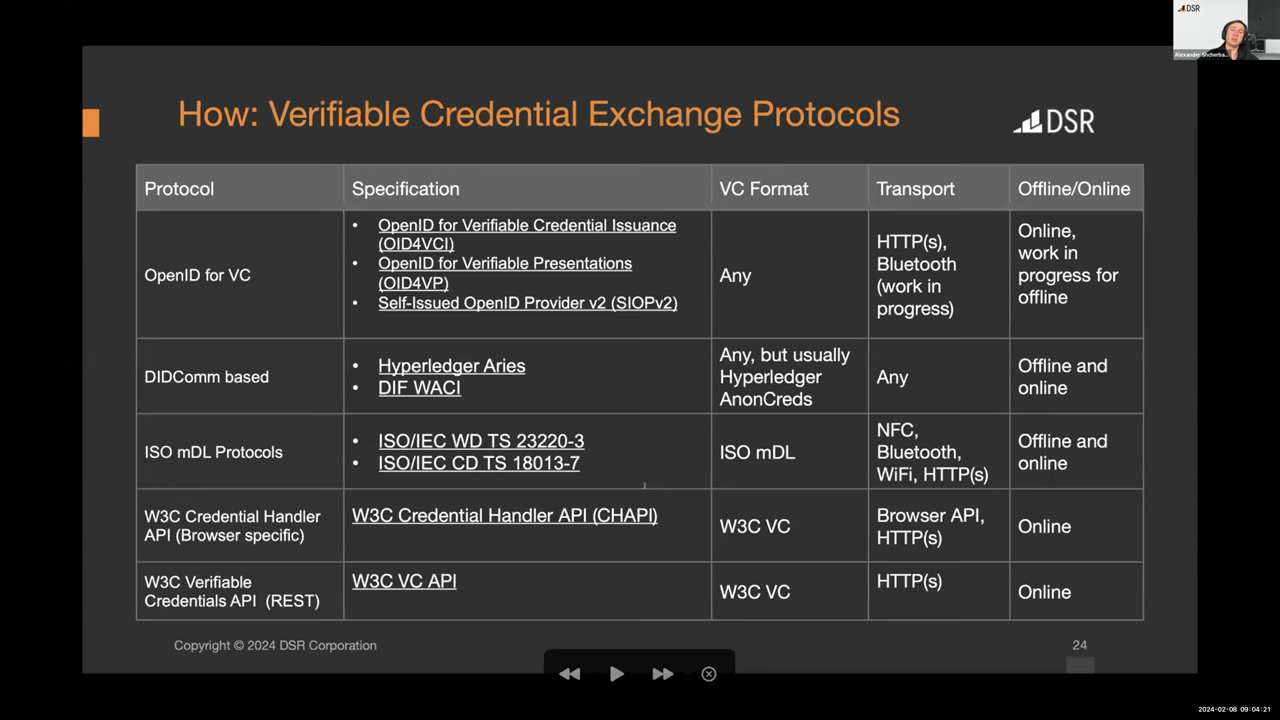 DSR
Alexander Shcherba...
How: Verifiable Credential Exchange Protocols
DSR
Protocol
Specification
VC Format
Transport
Offline/Online
OpenID for VC
• OpenID for Verifiable Credential Issuance
(OID4VCI)
• OpenID for Verifiable Presentations
(OID4VP)
• Self-Issued OpenID Provider v2 (SIOPv2)
Any
HTTP(s),
Bluetooth
(work in
progress)
Online,
work in
progress for
offline
DIDComm based
• Hyperledger Aries
• DIF WACI
Any, but usually
Hyperledger
AnonCreds
Any
Offline and
online
ISO mDL Protocols
• ISO/IEC WD TS 23220-3
• ISO/IEC CD TS 18013-7
ISO mDL
NFC,
Bluetooth,
WiFi, HTTP(s)
Offline and
online
W3C Credential Handler
API (Browser specific)
W3C Credential Handler API (CHAPI)
W3C VC
Browser API,
HTTP(s)
Online
W3C Verifiable
Credentials API (REST)
W3C VC API
W3C VC
HTTP(s)
Online
Copyright © 2024 DSR Corporation
24
2024-02-08 09:04:21